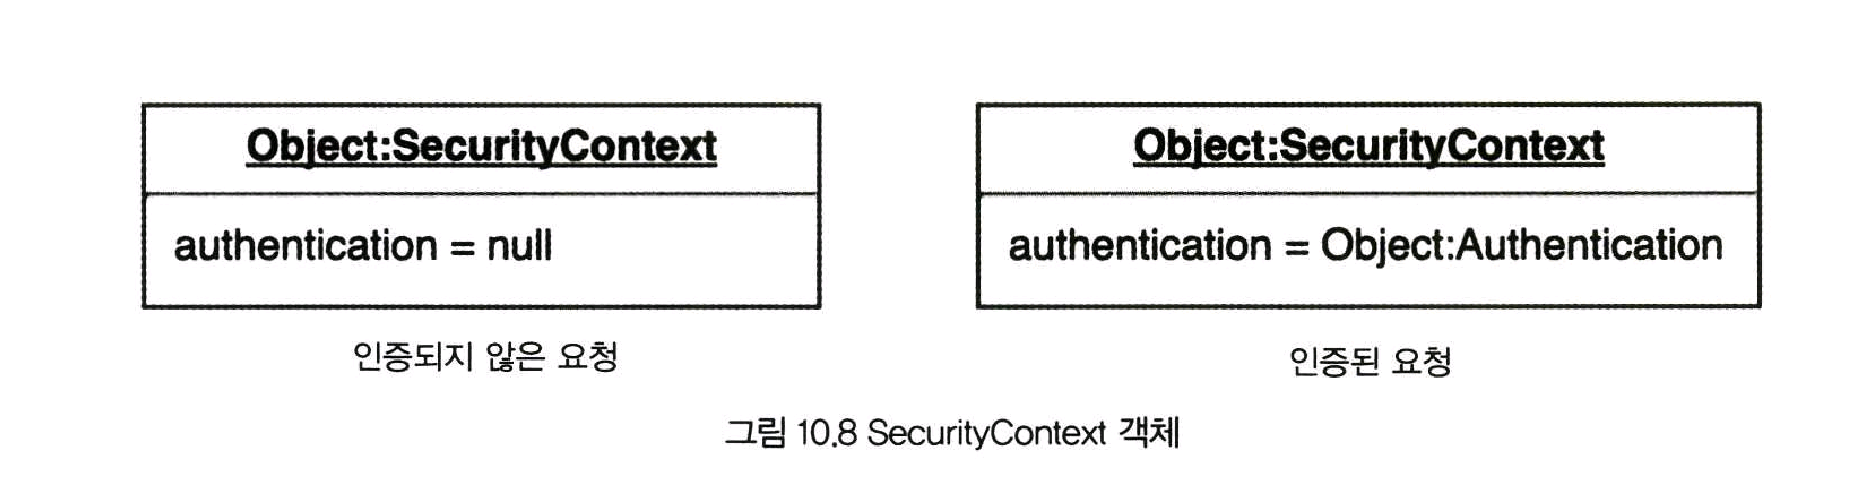 Object:SecurityContext
authentication = null
인증되지 않은 요청
Object:SecurityContext
authentication = Object:Authentication
인증된 요청
그림 10.8 SecurityContext 객체